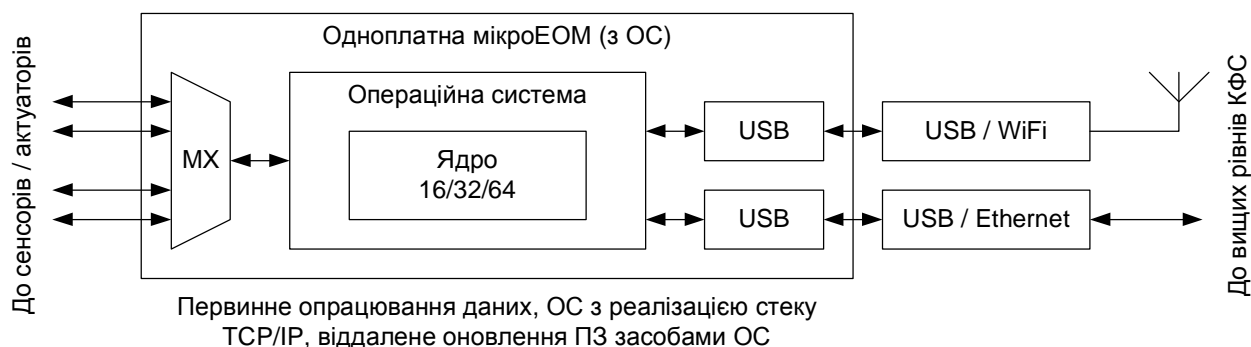 Одноплатна мікроЕОМ (з ОС)
До сенсорів / актуаторів
MX
Операційна система
Ядро
16/32/64
USB
USB / WiFi
USB
USB / Ethernet
До вищих рівнів КФС
Первинне опрацювання даних, ОС з реалізацією стеку
TCP/IP, віддалене оновлення ПЗ засобами ОС